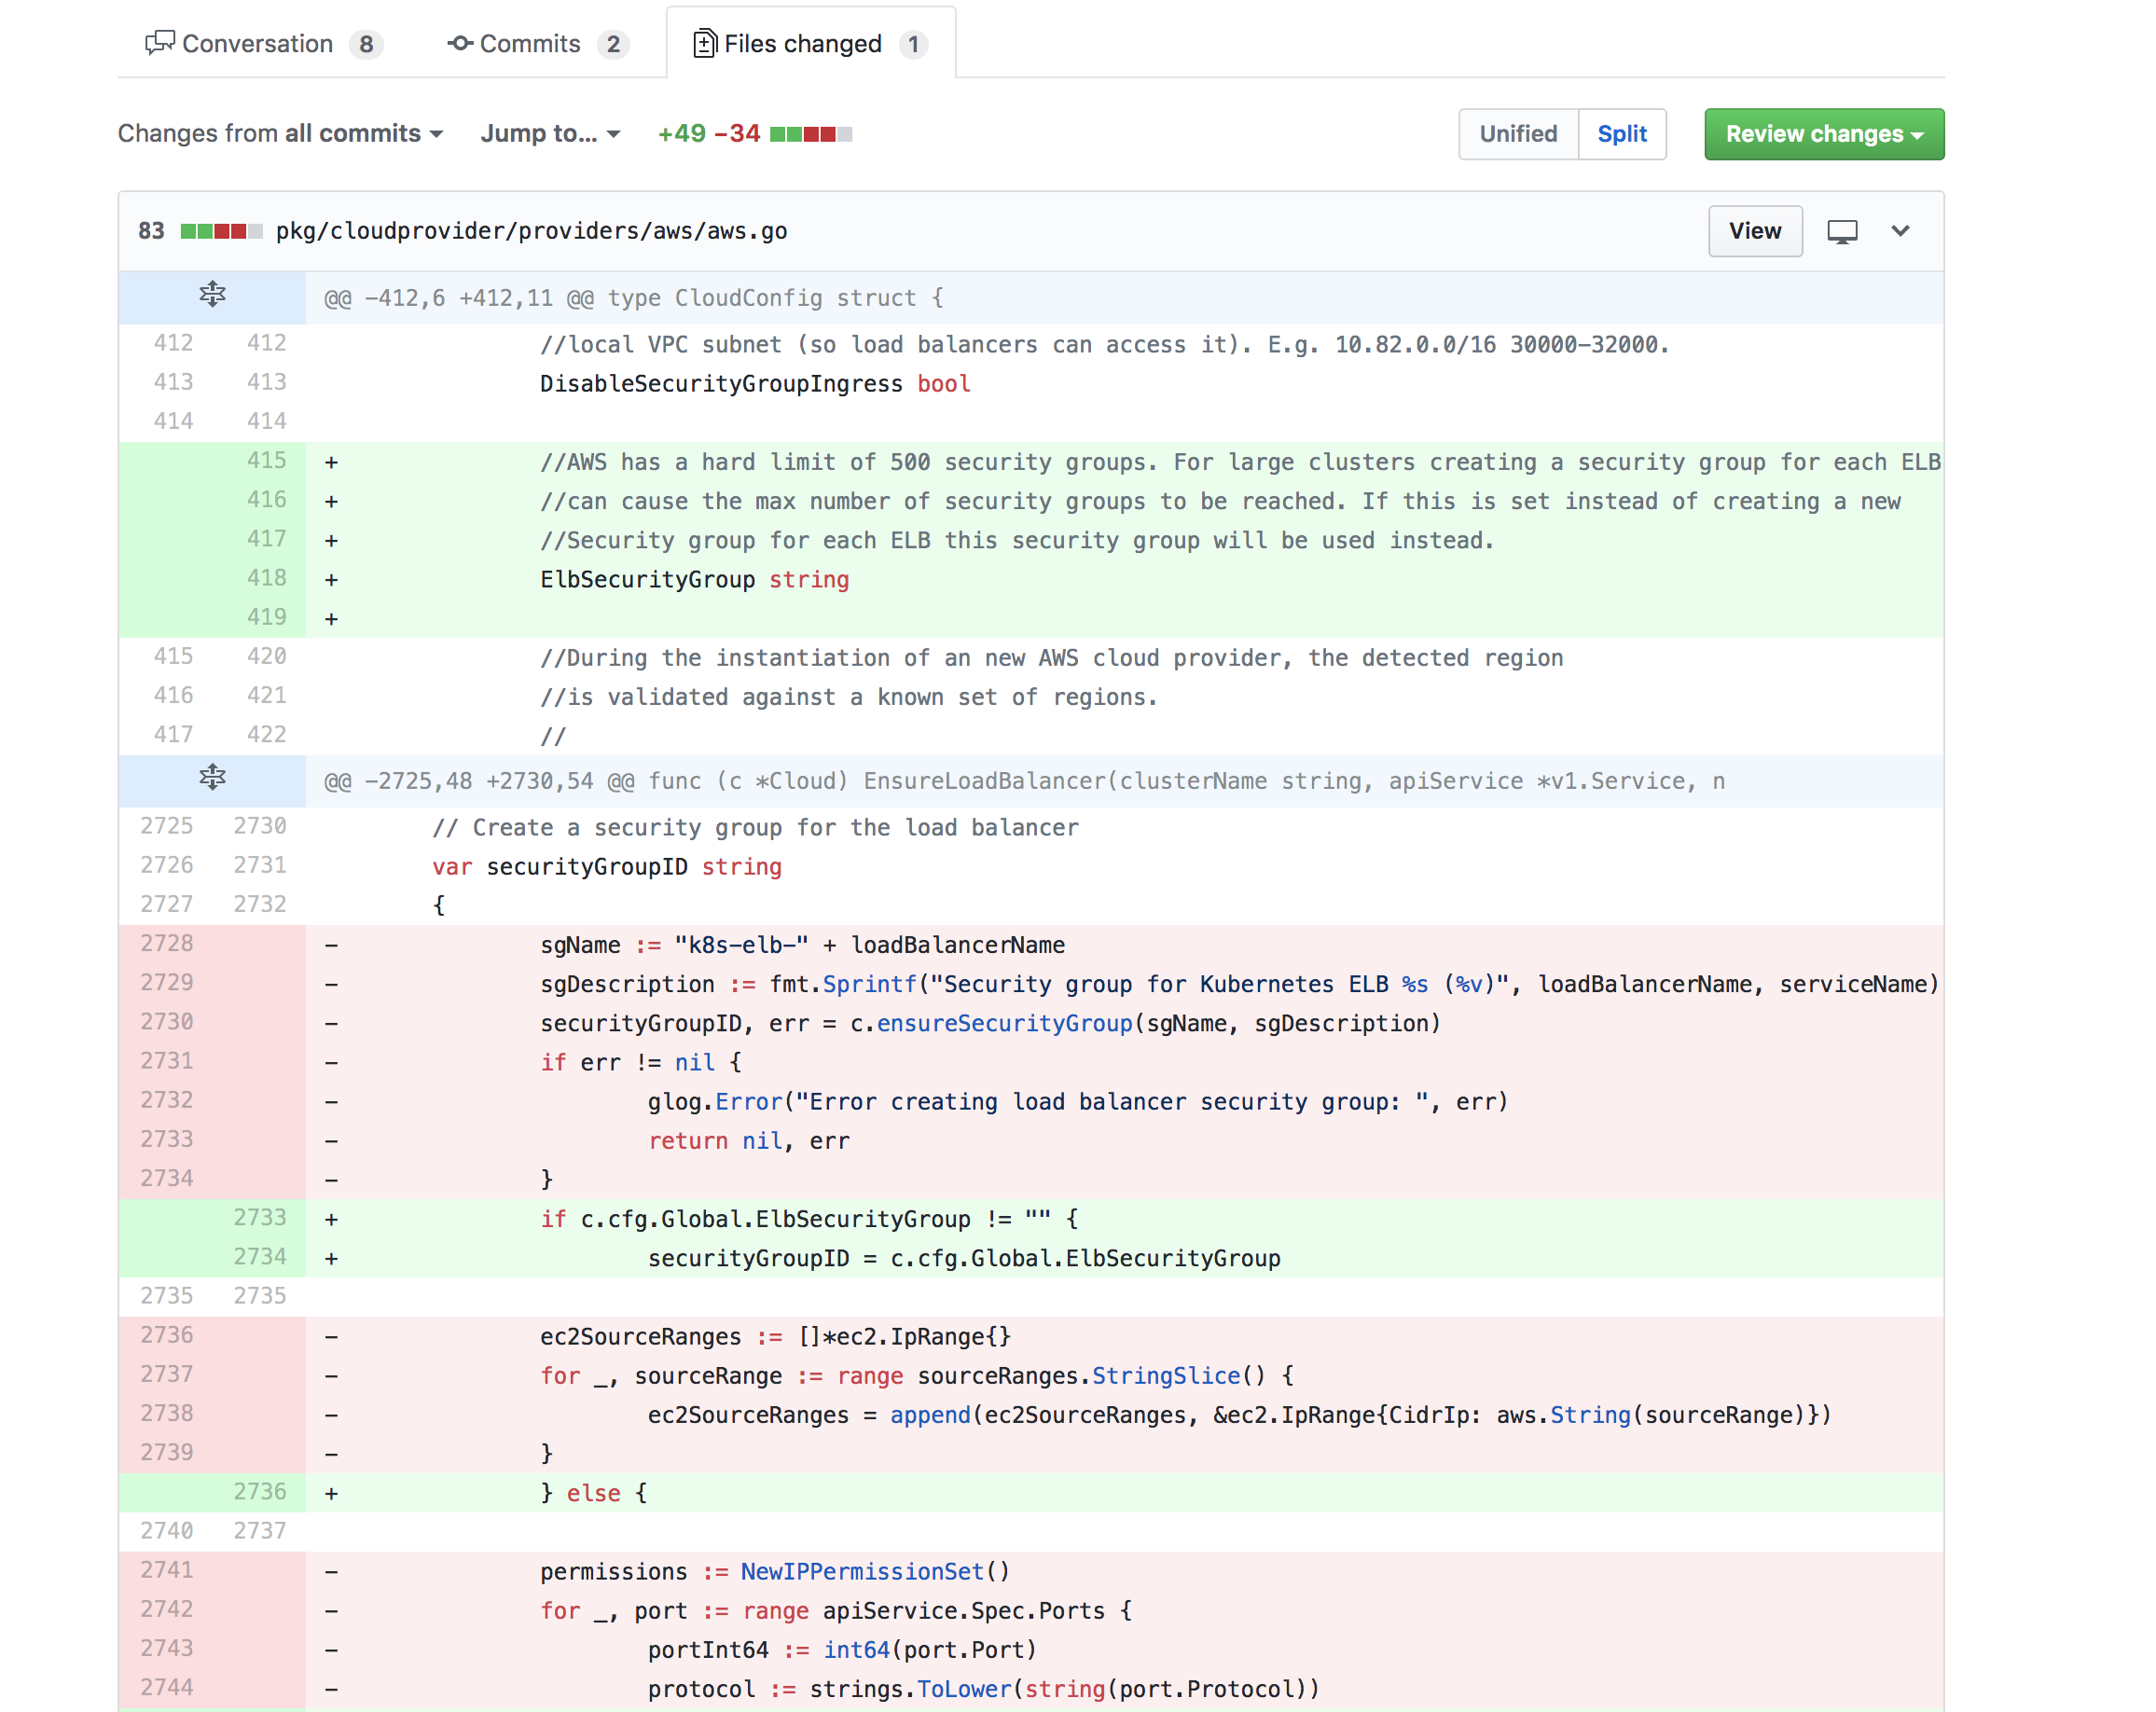 Conversation 8 Commits 2 Files changed 1
Changes from all commits Jump to... +49 −34 Unified Split Review changes
83 pkg/cloudprovider/providers/aws/aws.go View
@@ -412,6 +412,11 @@ type CloudConfig struct {
412 412 //local VPC subnet (so load balancers can access it). E.g. 10.82.0.0/16 30000-32000.
413 413 DisableSecurityGroupIngress bool
414 414
415 + //AWS has a hard limit of 500 security groups. For large clusters creating a security group for each ELB
416 + //can cause the max number of security groups to be reached. If this is set instead of creating a new
417 + //Security group for each ELB this security group will be used instead.
418 + ElbSecurityGroup string
419 +
415 420 //During the instantiation of an new AWS cloud provider, the detected region
416 421 //is validated against a known set of regions.
417 422 //
@@ -2725,48 +2730,54 @@ func (c *Cloud) EnsureLoadBalancer(clusterName string, apiService *v1.Service, n
2725 2730 // Create a security group for the load balancer
2726 2731 var securityGroupID string
2727 2732 {
2728 - sgName := "k8s-elb-" + loadBalancerName
2729 - sgDescription := fmt.Sprintf("Security group for Kubernetes ELB %s (%v)", loadBalancerName, serviceName)
2730 - securityGroupID, err = c.ensureSecurityGroup(sgName, sgDescription)
2731 - if err != nil {
2732 - glog.Error("Error creating load balancer security group: ", err)
2733 - return nil, err
2734 - }
2733 + if c.cfg.Global.ElbSecurityGroup != "" {
2734 + securityGroupID = c.cfg.Global.ElbSecurityGroup
2735 2735
2736 - ec2SourceRanges := []*ec2.IpRange{}
2737 - for _, sourceRange := range sourceRanges.StringSlice() {
2738 - ec2SourceRanges = append(ec2SourceRanges, &ec2.IpRange{CidrIp: aws.String(sourceRange)})
2739 - }
2736 + } else {
2740 2737
2741 - permissions := NewIPPermissionSet()
2742 - for _, port := range apiService.Spec.Ports {
2743 - portInt64 := int64(port.Port)
2744 - protocol := strings.ToLower(string(port.Protocol))